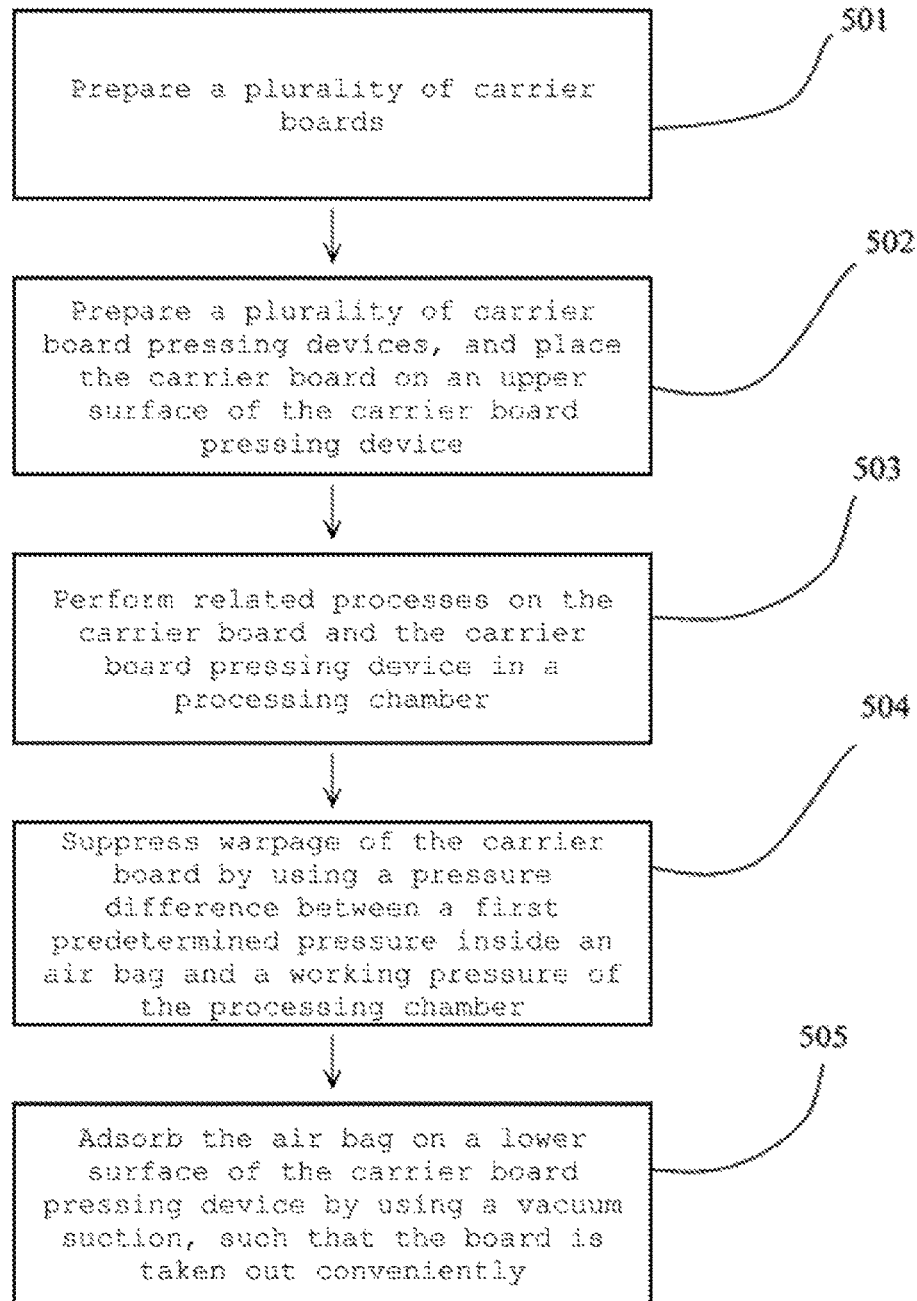 501
Prepare a plurality of carrier
boards
502
Prepare a plurality of carrier
board pressing devices, and place
the carrier board on an upper
surface of the carrier board
pressing device
503
Perform related processes on the
carrier board and the carrier
board pressing device in a
processing chamber
504
Suppress warpage of the carrier
board by using a pressure
difference between a first
predetermined pressure inside an
air bag and a working pressure of
the processing chamber
505
Adsorb the air bag on a lower
surface of the carrier board
pressing device by using a vacuum
suction, such that the board is
taken out conveniently